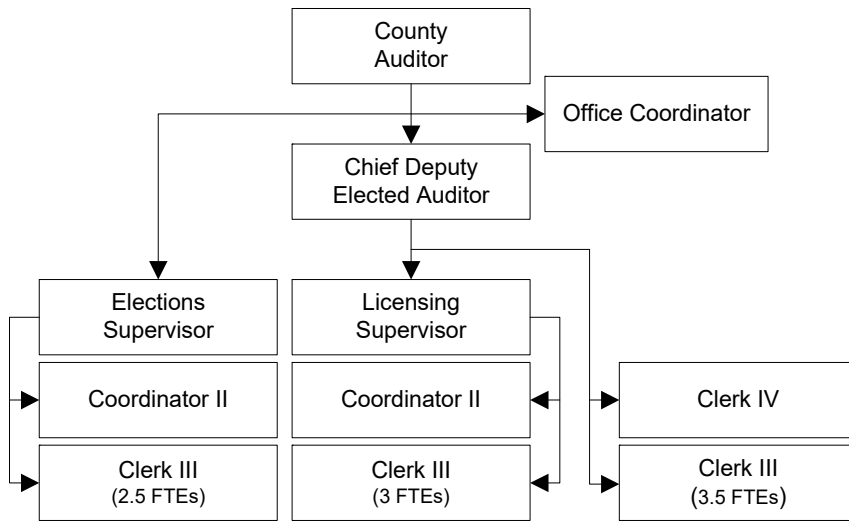 County
Auditor
Office Coordinator
Chief Deputy
Elected Auditor
Elections
Supervisor
Licensing
Supervisor
Coordinator II
Coordinator II
Clerk IV
Clerk III
(2.5 FTEs)
Clerk III
(3 FTEs)
Clerk III
(3.5 FTEs)